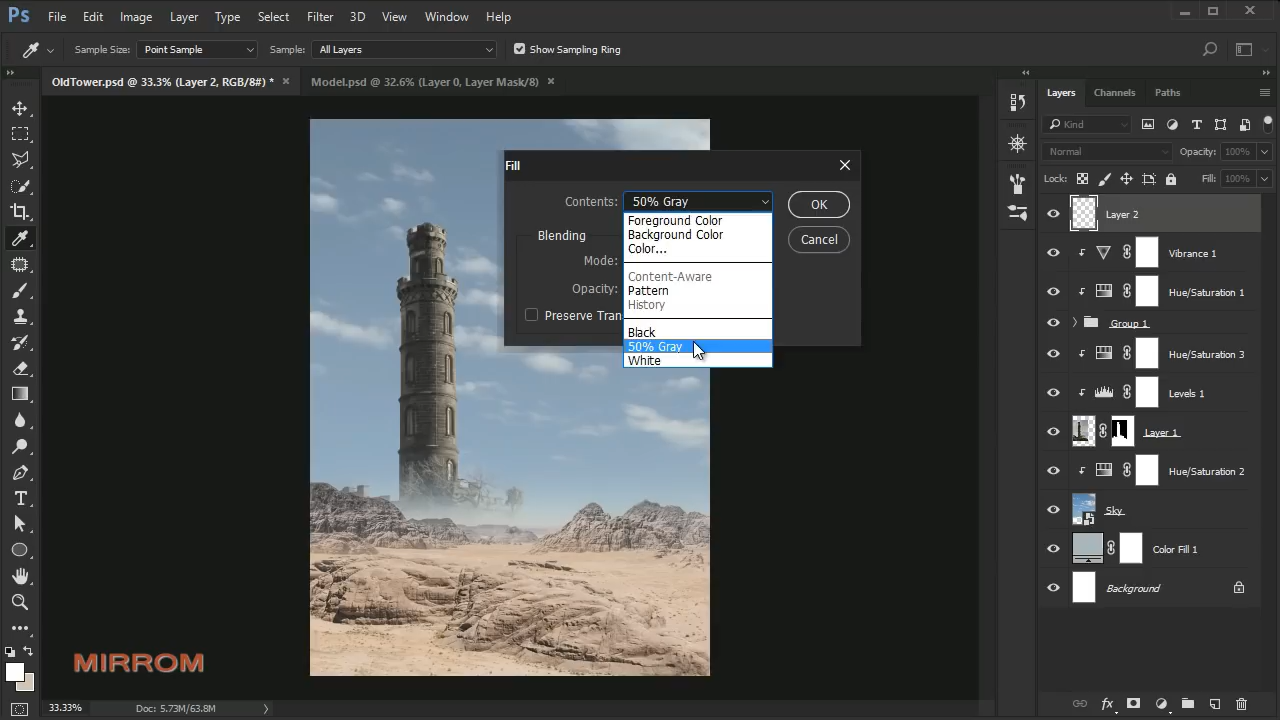 Ps File Edit Image Layer Type Select Filter 3D View Window Help
Sample Size: Point Sample Sample: All Layers Show Sampling Ring
OldTower.psd @ 33.3% (Layer 2, RGB/8#) * Model.psd @ 32.6% (Layer 0, Layer Mask/8)
Layers Channels Paths
Kind
Normal Opacity: 100%
Lock: Fill: 100%
Layer 2
Vibrance 1
Hue/Saturation 1
Group 1
Hue/Saturation 3
Levels 1
Layer 1
Hue/Saturation 2
Sky
Color Fill 1
Background
Fill
Contents: 50% Gray OK
Foreground Color
Background Color
Color...
Content-Aware
Pattern
History
Black
50% Gray
White
Blending
Cancel
Mode:
Opacity:
Preserve Tran
MIRROM
33.33% Doc: 5.73M/63.8M